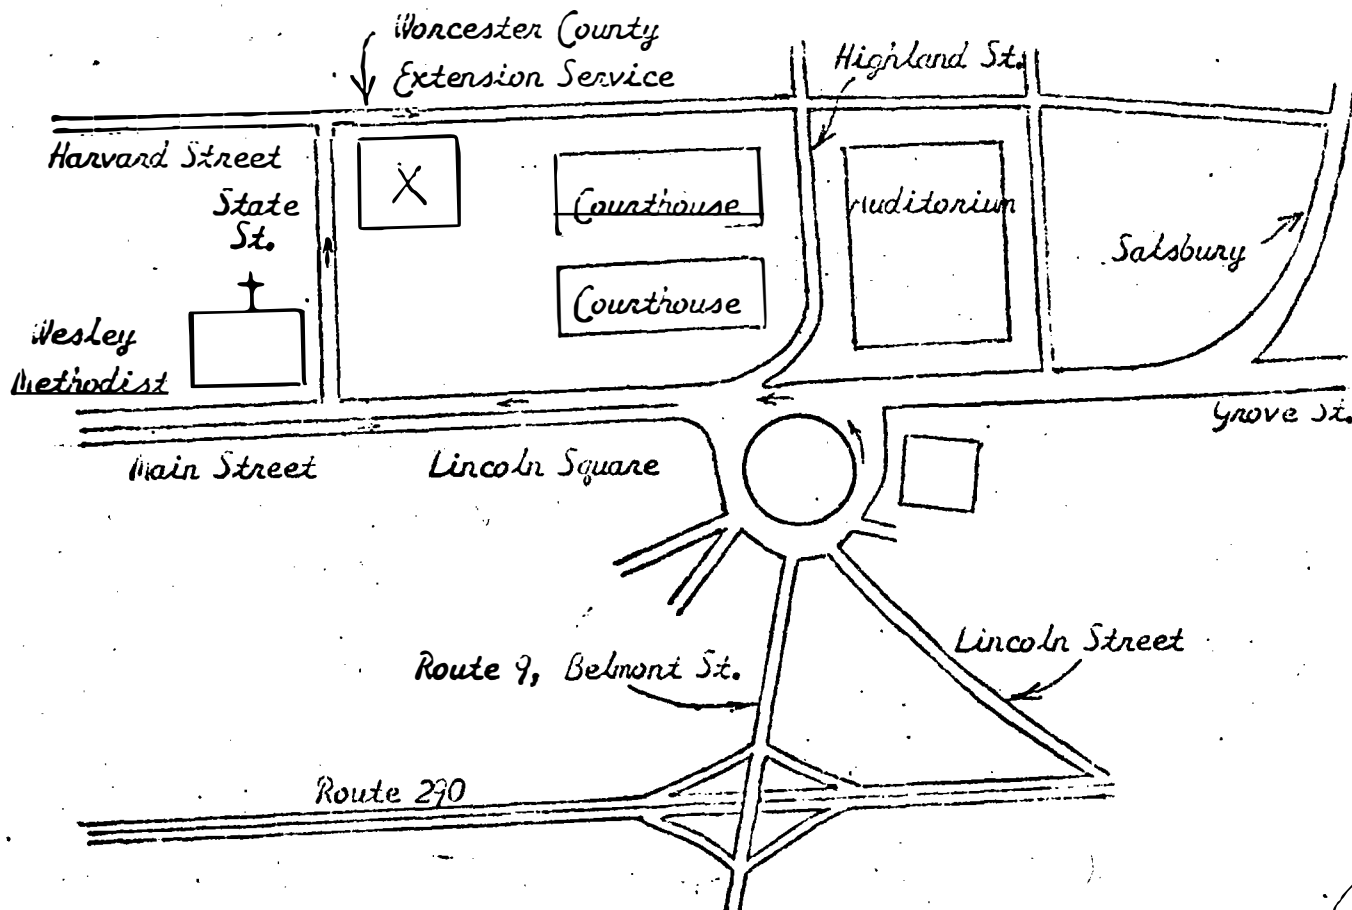 Worcester County
Extension Service
Highland St.
Harvard Street
State
St.
X
Courthouse
Auditorium
Salsbury
Courthouse
Wesley
Methodist
Grove St.
Main Street
Lincoln Square
Lincoln Street
Route 9, Belmont St.
Route 290